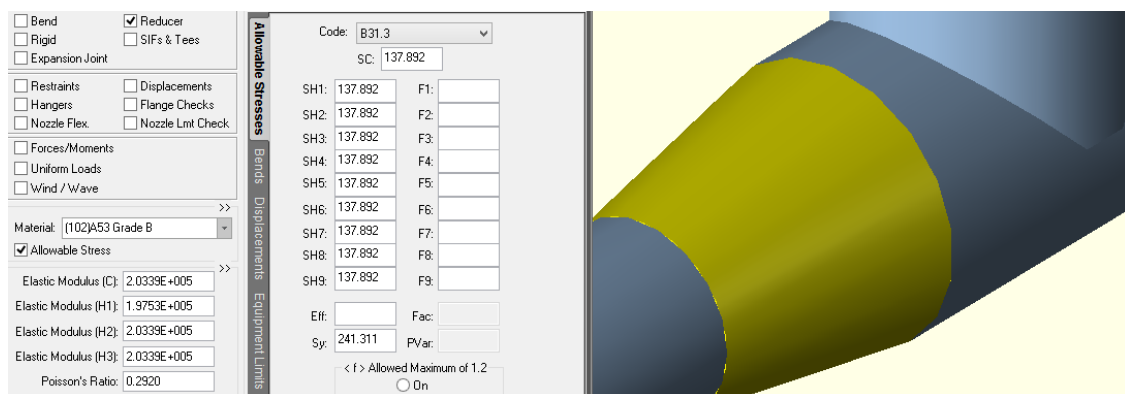 Bend
Reducer
Rigid
SIFs & Tees
Expansion Joint
Restraints
Displacements
Hangers
Flange Checks
Nozzle Flex.
Nozzle Lmt Check
Forces/Moments
Uniform Loads
Wind / Wave
>>
Material: (102)A53 Grade B
Allowable Stress
>>
Elastic Modulus (C): 2.0339E+005
Elastic Modulus (H1): 1.9753E+005
Elastic Modulus (H2): 2.0339E+005
Elastic Modulus (H3): 2.0339E+005
Poisson's Ratio: 0.2920
Allowable Stresses
Bends
Displacements
Equipment Limits
Code: B31.3
SC: 137.892
SH1: 137.892 F1:
SH2: 137.892 F2:
SH3: 137.892 F3:
SH4: 137.892 F4:
SH5: 137.892 F5:
SH6: 137.892 F6:
SH7: 137.892 F7:
SH8: 137.892 F8:
SH9: 137.892 F9:
Eff: Fac:
Sy: 241.311 PVar:
< f > Allowed Maximum of 1.2
On